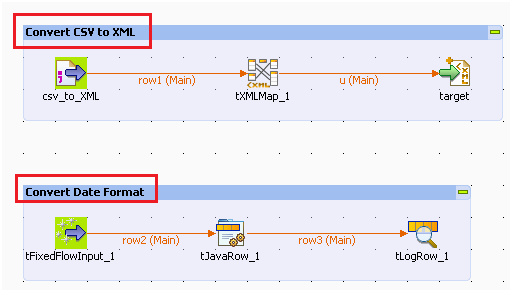 Convert CSV to XML
row1 (Main)
u (Main)
csv_to_XML
tXMLMap_1
target
Convert Date Format
row2 (Main)
row3 (Main)
tFixedFlowInput_1
tJavaRow_1
tLogRow_1